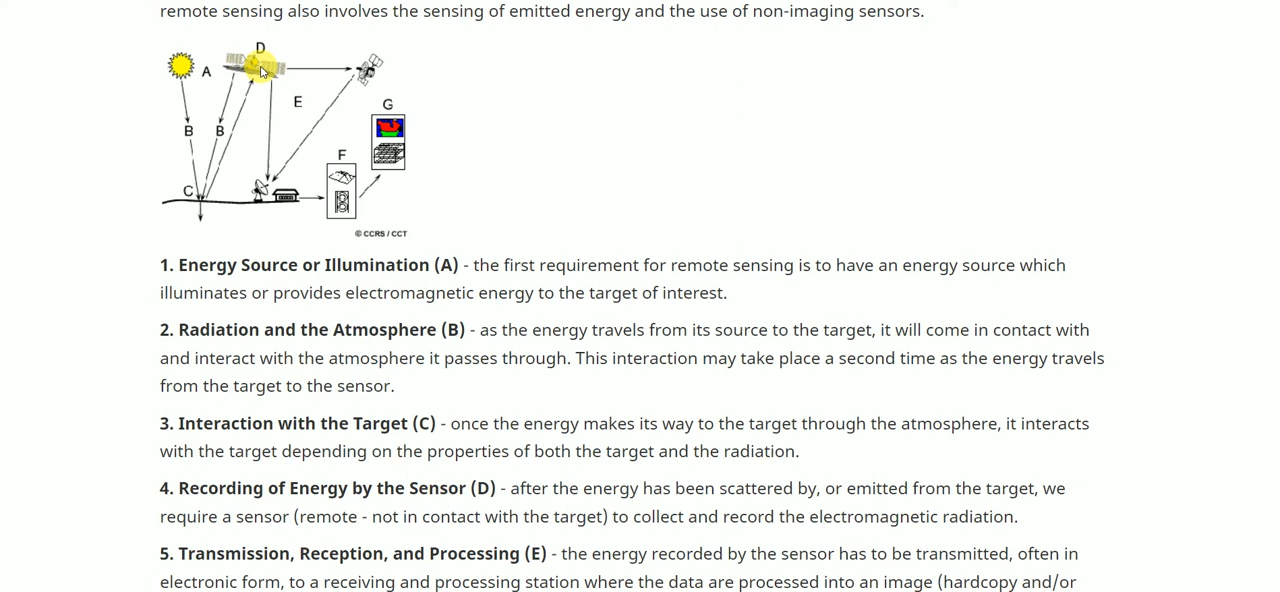 remote sensing also involves the sensing of emitted energy and the use of non-imaging sensors.
D
A
E
G
B B
F
C
© CCRS / CCT
1. Energy Source or Illumination (A) - the first requirement for remote sensing is to have an energy source which
illuminates or provides electromagnetic energy to the target of interest.
2. Radiation and the Atmosphere (B) - as the energy travels from its source to the target, it will come in contact with
and interact with the atmosphere it passes through. This interaction may take place a second time as the energy travels
from the target to the sensor.
3. Interaction with the Target (C) - once the energy makes its way to the target through the atmosphere, it interacts
with the target depending on the properties of both the target and the radiation.
4. Recording of Energy by the Sensor (D) - after the energy has been scattered by, or emitted from the target, we
require a sensor (remote - not in contact with the target) to collect and record the electromagnetic radiation.
5. Transmission, Reception, and Processing (E) - the energy recorded by the sensor has to be transmitted, often in
electronic form, to a receiving and processing station where the data are processed into an image (hardcopy and/or